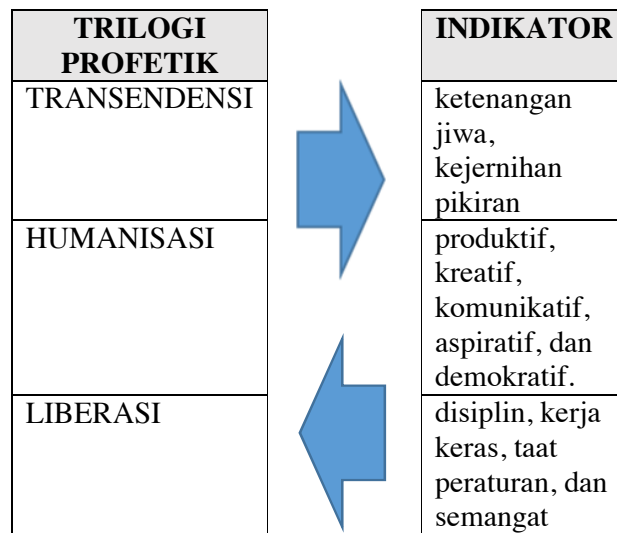 TRILOGI
PROFETIK
TRANSENDENSI
HUMANISASI
LIBERASI
INDIKATOR
ketenangan
jiwa,
kejernihan
pikiran
produktif,
kreatif,
komunikatif,
aspiratif, dan
demokratif.
disiplin, kerja
keras, taat
peraturan, dan
semangat